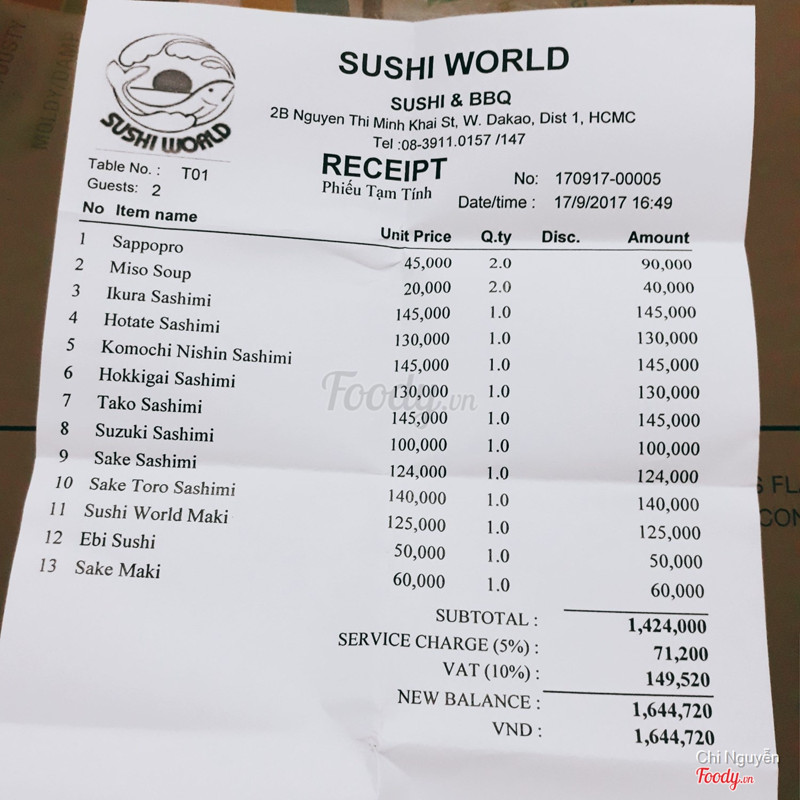 SUSHI WORLD
SUSHI WORLD
SUSHI & BBQ
2B Nguyen Thi Minh Khai St, W. Dakao, Dist 1, HCMC
Tel :08-3911.0157 /147
RECEIPT
Phiếu Tạm Tính
Table No. : T01
Guests: 2
No: 170917-00005
Date/time : 17/9/2017 16:49
No Item name Unit Price Q.ty Disc. Amount
1 Sappopro 45,000 2.0 90,000
2 Miso Soup 20,000 2.0 40,000
3 Ikura Sashimi 145,000 1.0 145,000
4 Hotate Sashimi 130,000 1.0 130,000
5 Komochi Nishin Sashimi 145,000 1.0 145,000
6 Hokkigai Sashimi 130,000 1.0 130,000
7 Tako Sashimi 145,000 1.0 145,000
8 Suzuki Sashimi 100,000 1.0 100,000
9 Sake Sashimi 124,000 1.0 124,000
10 Sake Toro Sashimi 140,000 1.0 140,000
11 Sushi World Maki 125,000 1.0 125,000
12 Ebi Sushi 50,000 1.0 50,000
13 Sake Maki 60,000 1.0 60,000
SUBTOTAL : 1,424,000
SERVICE CHARGE (5%) : 71,200
VAT (10%) : 149,520
NEW BALANCE : 1,644,720
VND : 1,644,720
Foody.vn
Chi Nguyễn
Foody.vn